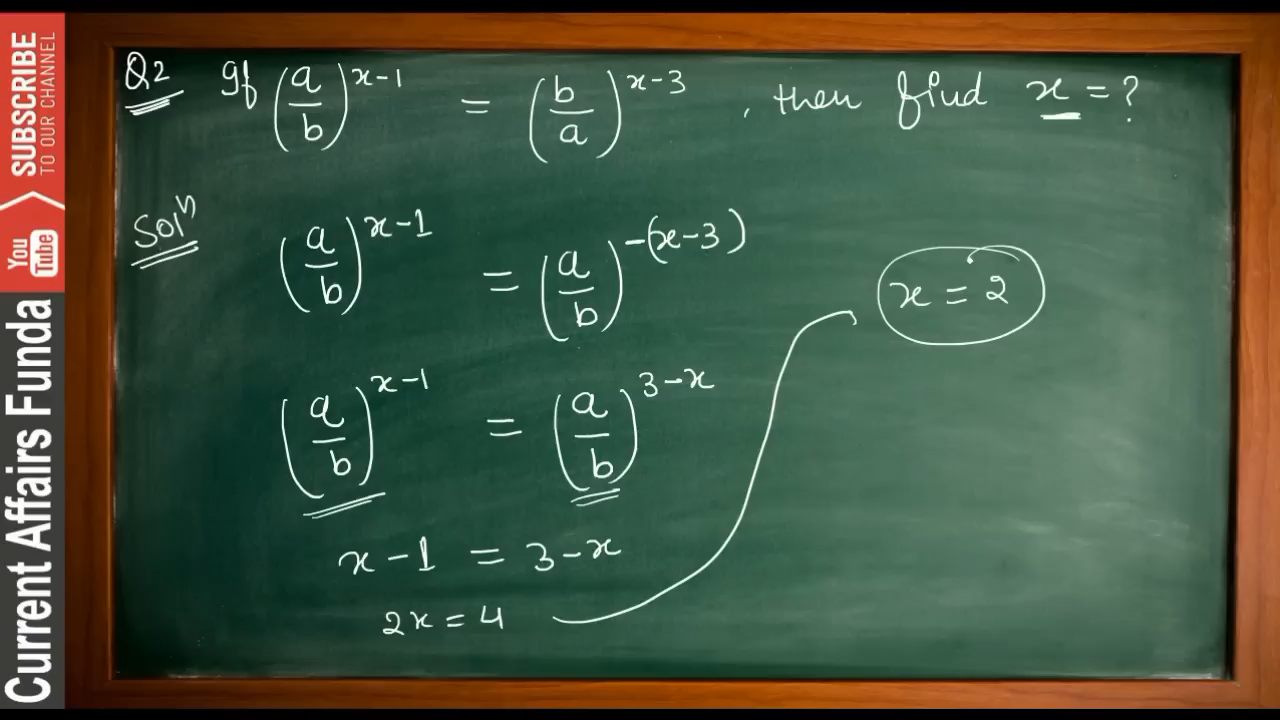 Q2 If (a/b)^(x-1) = (b/a)^(x-3), then find x = ?
Solⁿ
(a/b)^(x-1) = (a/b)^(-(x-3))
(a/b)^(x-1) = (a/b)^(3-x)
x-1 = 3-x
2x = 4
x = 2
SUBSCRIBE
TO OUR CHANNEL
You Tube
Current Affairs Funda